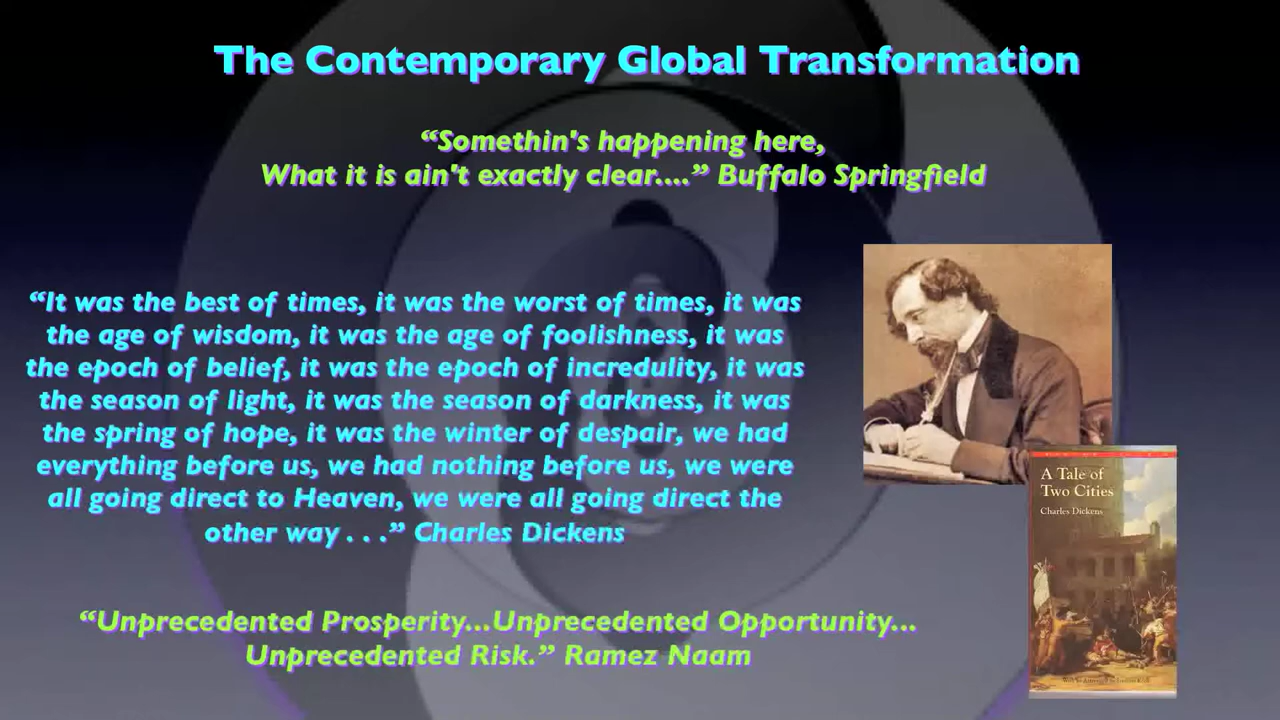 The Contemporary Global Transformation
“Somethin's happening here,
What it is ain't exactly clear....” Buffalo Springfield
“It was the best of times, it was the worst of times, it was
the age of wisdom, it was the age of foolishness, it was
the epoch of belief, it was the epoch of incredulity, it was
the season of light, it was the season of darkness, it was
the spring of hope, it was the winter of despair, we had
everything before us, we had nothing before us, we were
all going direct to Heaven, we were all going direct the
other way . . .” Charles Dickens
A Tale of
Two Cities
Charles Dickens
“Unprecedented Prosperity...Unprecedented Opportunity...
Unprecedented Risk.” Ramez Naam